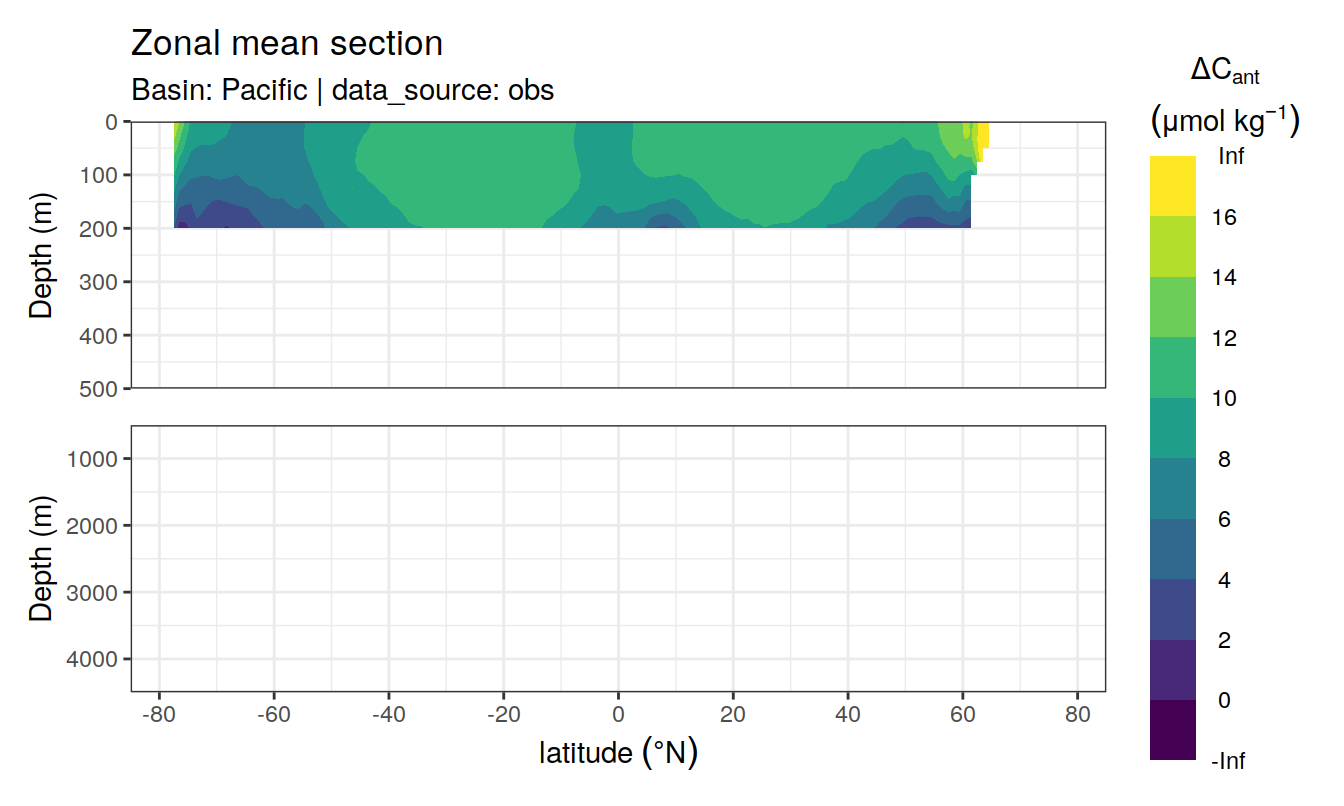 Zonal mean section
Basin: Pacific | data_source: obs
ΔCant
(μmol kg⁻¹)
Inf
16
14
12
10
8
6
4
2
0
-Inf
Depth (m)
0
100
200
300
400
500
Depth (m)
1000
2000
3000
4000
-80 -60 -40 -20 0 20 40 60 80
latitude (°N)